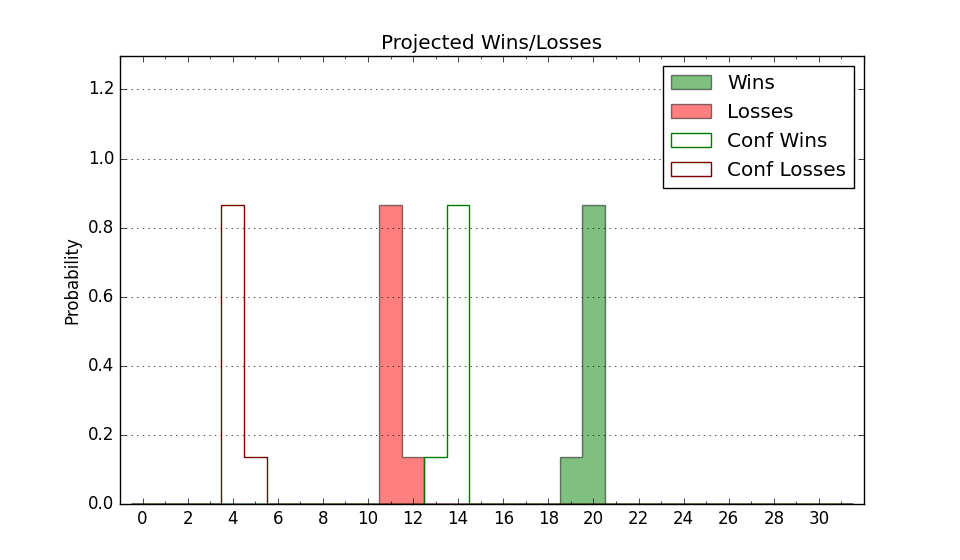 Projected Wins/Losses
Probability
1.2
1.0
0.8
0.6
0.4
0.2
0.0
0 2 4 6 8 10 12 14 16 18 20 22 24 26 28 30
Wins
Losses
Conf Wins
Conf Losses